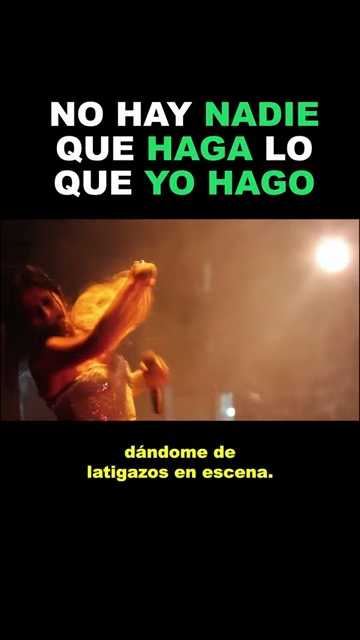 NO HAY NADIE
QUE HAGA LO
QUE YO HAGO
dándome de
latigazos en escena.